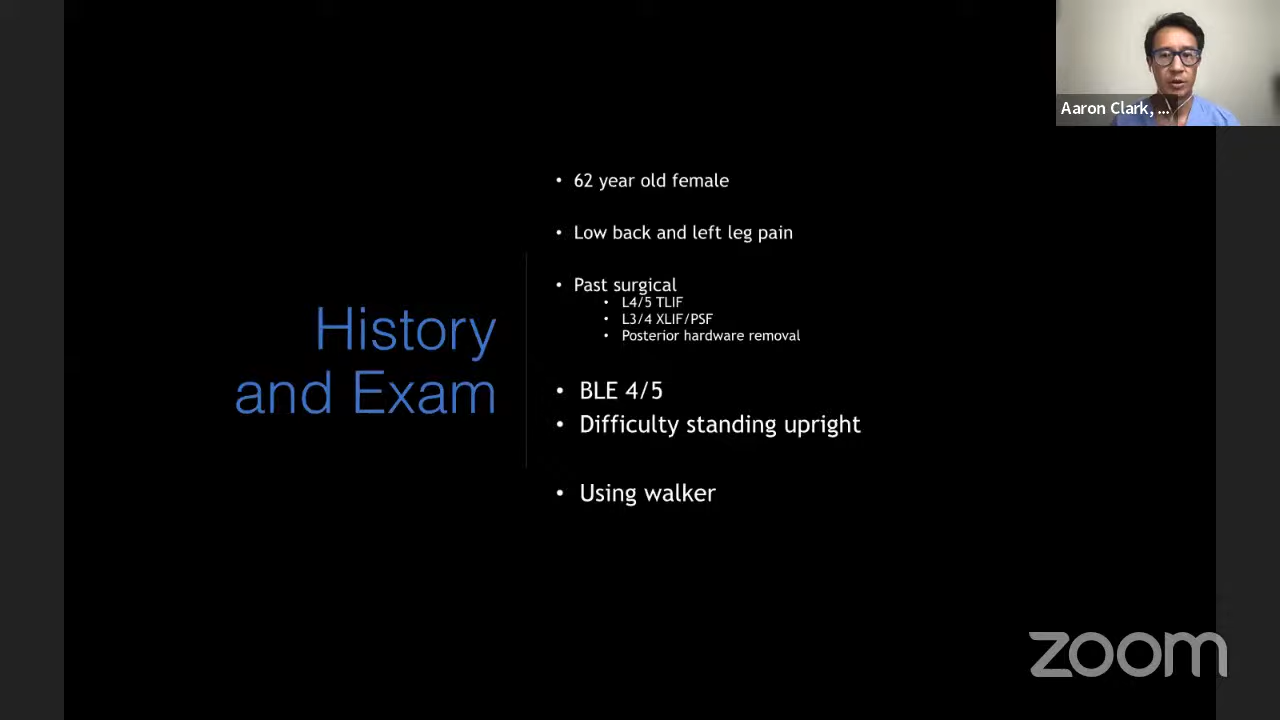 Aaron Clark, ...
History
and Exam
• 62 year old female
• Low back and left leg pain
• Past surgical
• L4/5 TLIF
• L3/4 XLIF/PSF
• Posterior hardware removal
• BLE 4/5
• Difficulty standing upright
• Using walker
zoom